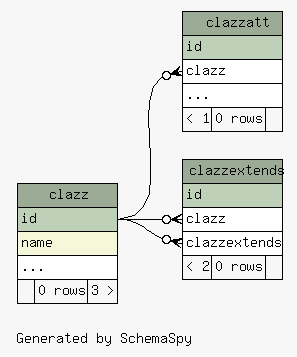 clazzatt
id
clazz
...
< 1 0 rows
clazzextends
id
clazz
clazzextends
< 2 0 rows
clazz
id
name
...
0 rows 3 >
Generated by SchemaSpy